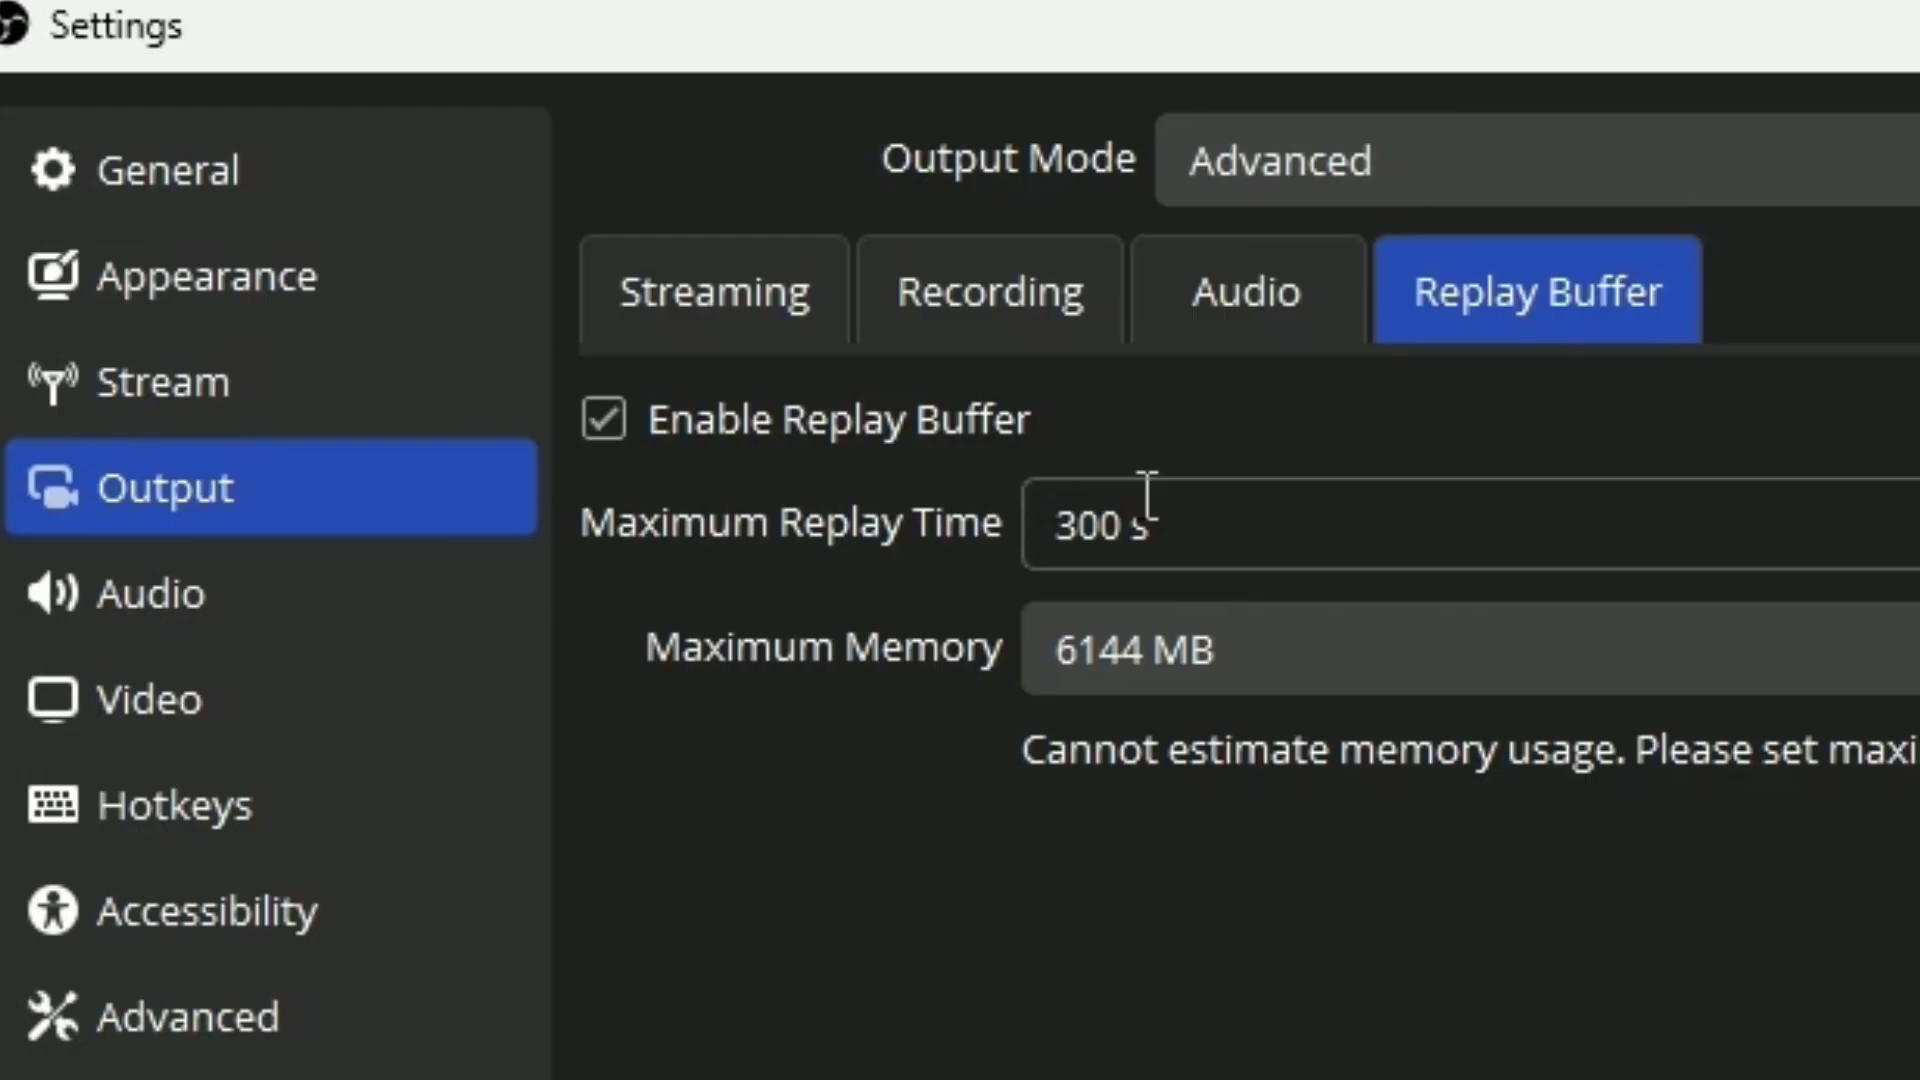 Settings
General
Appearance
Stream
Output
Audio
Video
Hotkeys
Accessibility
Advanced
Output Mode
Advanced
Streaming
Recording
Audio
Replay Buffer
Enable Replay Buffer
Maximum Replay Time
300 s
Maximum Memory
6144 MB
Cannot estimate memory usage. Please set maxi